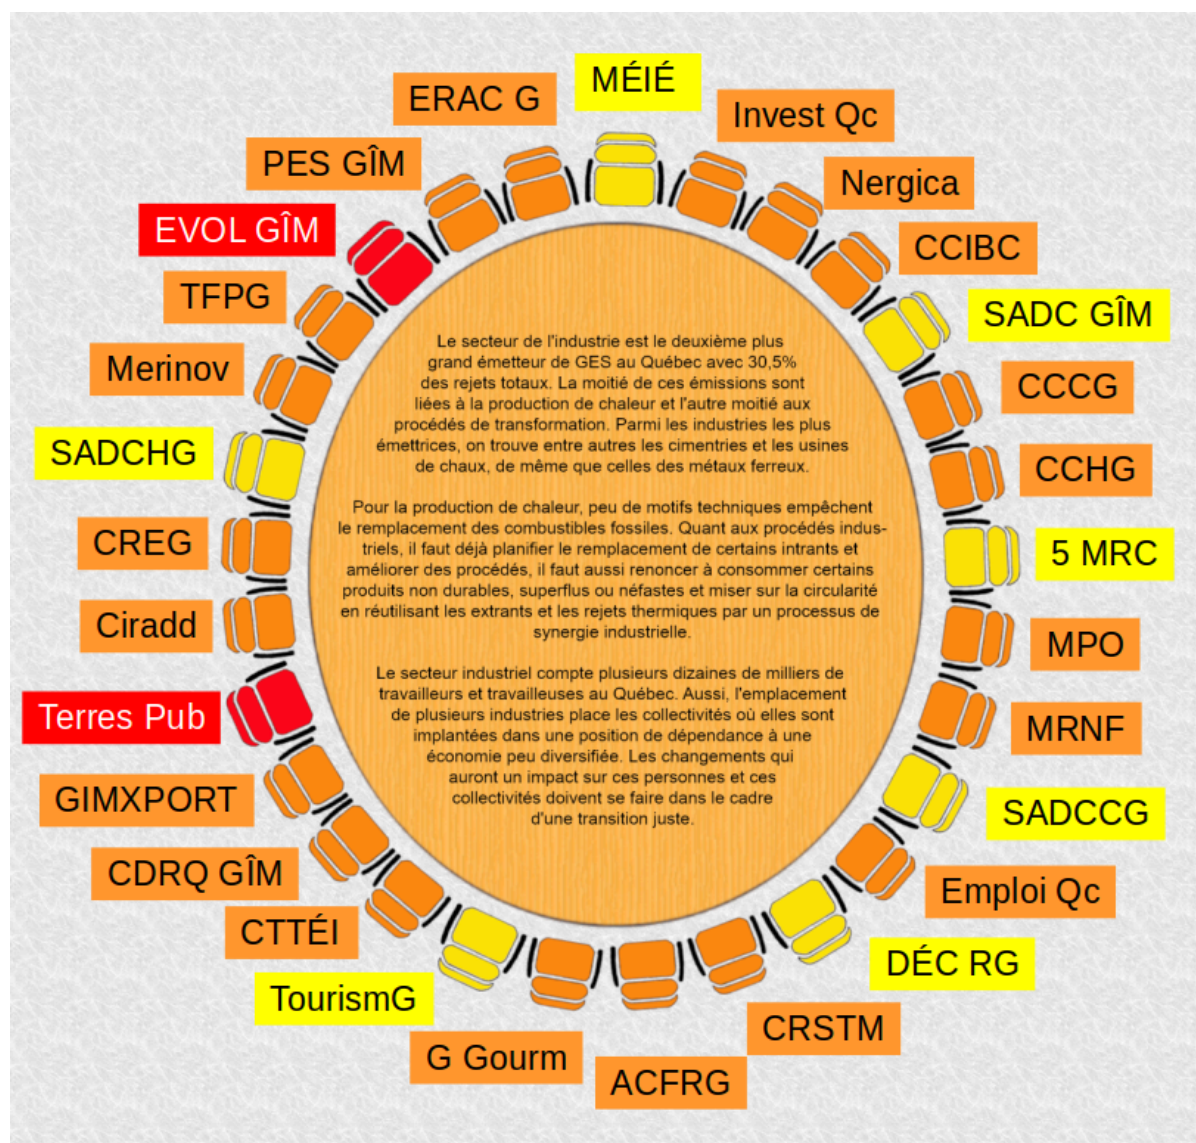 MÉIÉ
ERAC G
Invest Qc
PES GÎM
Nergica
EVOL GÎM
CCIBC
TFPG
SADC GÎM
Merinov
CCCG
SADCHG
CCHG
CREG
5 MRC
Ciradd
MPO
Terres Pub
MRNF
GIMXPORT
SADCCG
CDRQ GÎM
Emploi Qc
CTTÉI
DÉC RG
TourismG
CRSTM
G Gourm
ACFRG
Le secteur de l'industrie est le deuxième plus
grand émetteur de GES au Québec avec 30,5%
des rejets totaux. La moitié de ces émissions sont
liées à la production de chaleur et l'autre moitié aux
procédés de transformation. Parmi les industries les plus
émettrices, on trouve entre autres les cimentries et les usines
de chaux, de même que celles des métaux ferreux.
Pour la production de chaleur, peu de motifs techniques empêchent
le remplacement des combustibles fossiles. Quant aux procédés indus-
triels, il faut déjà planifier le remplacement de certains intrants et
améliorer des procédés, il faut aussi renoncer à consommer certains
produits non durables, superflus ou néfastes et miser sur la circularité
en réutilisant les extrants et les rejets thermiques par un processus de
synergie industrielle.
Le secteur industriel compte plusieurs dizaines de milliers de
travailleurs et travailleuses au Québec. Aussi, l'emplacement
de plusieurs industries place les collectivités où elles sont
implantées dans une position de dépendance à une
économie peu diversifiée. Les changements qui
auront un impact sur ces personnes et ces
collectivités doivent se faire dans le cadre
d'une transition juste.